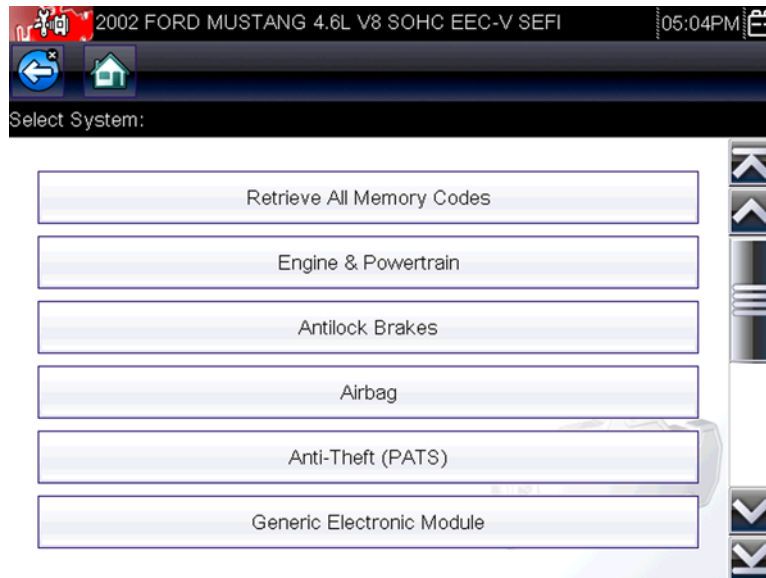 2002 FORD MUSTANG 4.6L V8 SOHC EEC-V SEFI 05:04PM
Select System:
Retrieve All Memory Codes
Engine & Powertrain
Antilock Brakes
Airbag
Anti-Theft (PATS)
Generic Electronic Module